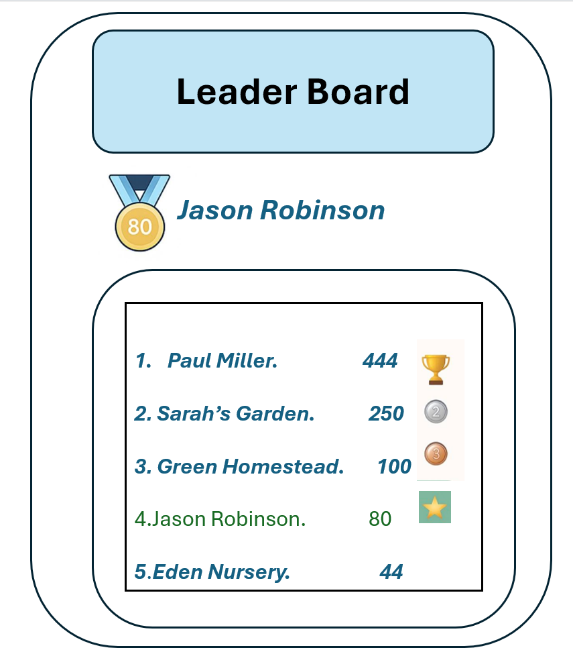 Leader Board
80
Jason Robinson
1. Paul Miller. 444
2. Sarah’s Garden. 250 2
3. Green Homestead. 100 3
4.Jason Robinson. 80
5.Eden Nursery. 44